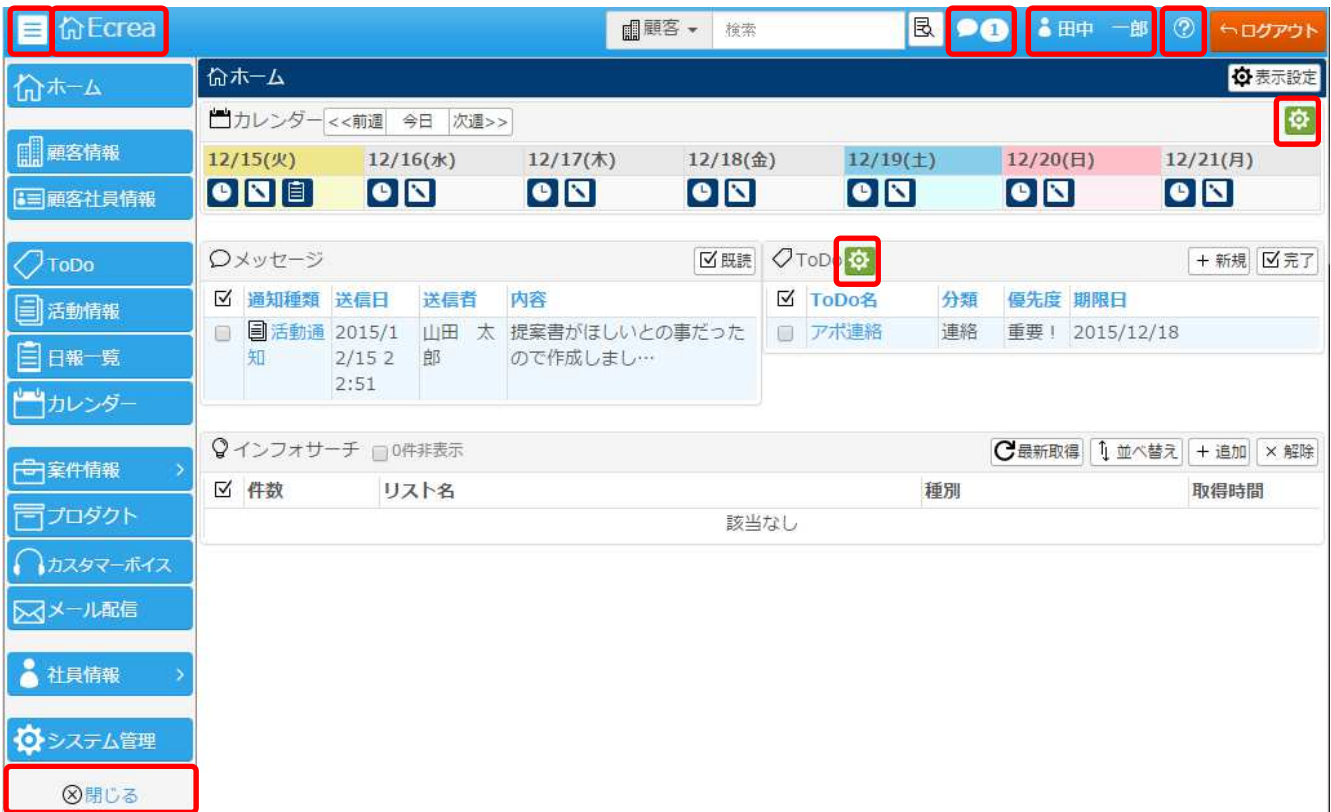 Ecrea 顧客 検索 1 田中　一郎 ログアウト
ホーム
顧客情報
顧客社員情報
ToDo
活動情報
日報一覧
カレンダー
案件情報
プロダクト
カスタマーボイス
メール配信
社員情報
システム管理
閉じる
ホーム 表示設定
カレンダー <<前週 今日 次週>>
12/15(火) 12/16(水) 12/17(木) 12/18(金) 12/19(土) 12/20(日) 12/21(月)
メッセージ 既読
通知種類 送信日 送信者 内容
活動通 2015/1 山田　太 提案書がほしいとの事だった
知 2/15 2 郎 ので作成しまし…
2:51
ToDo + 新規 完了
ToDo名 分類 優先度 期限日
アポ連絡 連絡 重要！ 2015/12/18
インフォサーチ 0件非表示 最新取得 並べ替え + 追加 × 解除
件数 リスト名 種別 取得時間
該当なし